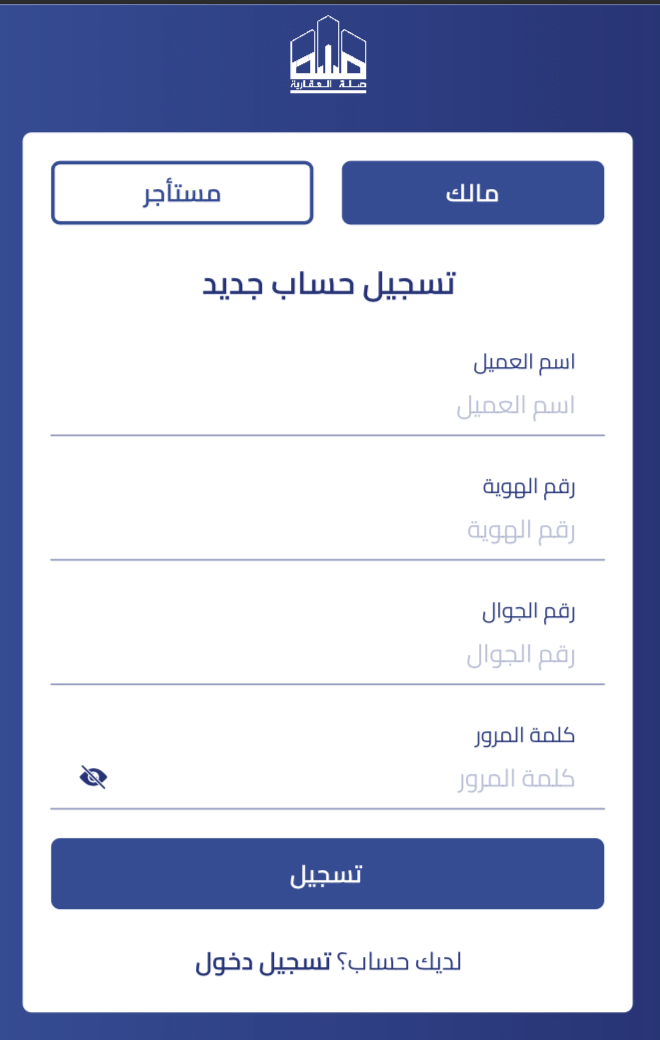 صلة العقارية
مالك
مستأجر
تسجيل حساب جديد
اسم العميل
اسم العميل
رقم الهوية
رقم الهوية
رقم الجوال
رقم الجوال
كلمة المرور
كلمة المرور
تسجيل
لديك حساب؟ تسجيل دخول